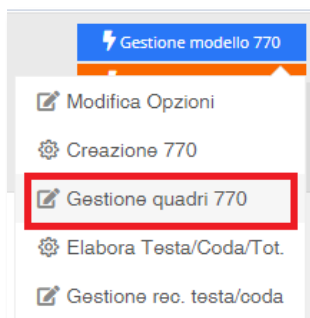 Gestione modello 770
Modifica Opzioni
Creazione 770
Gestione quadri 770
Elabora Testa/Coda/Tot.
Gestione rec. testa/coda